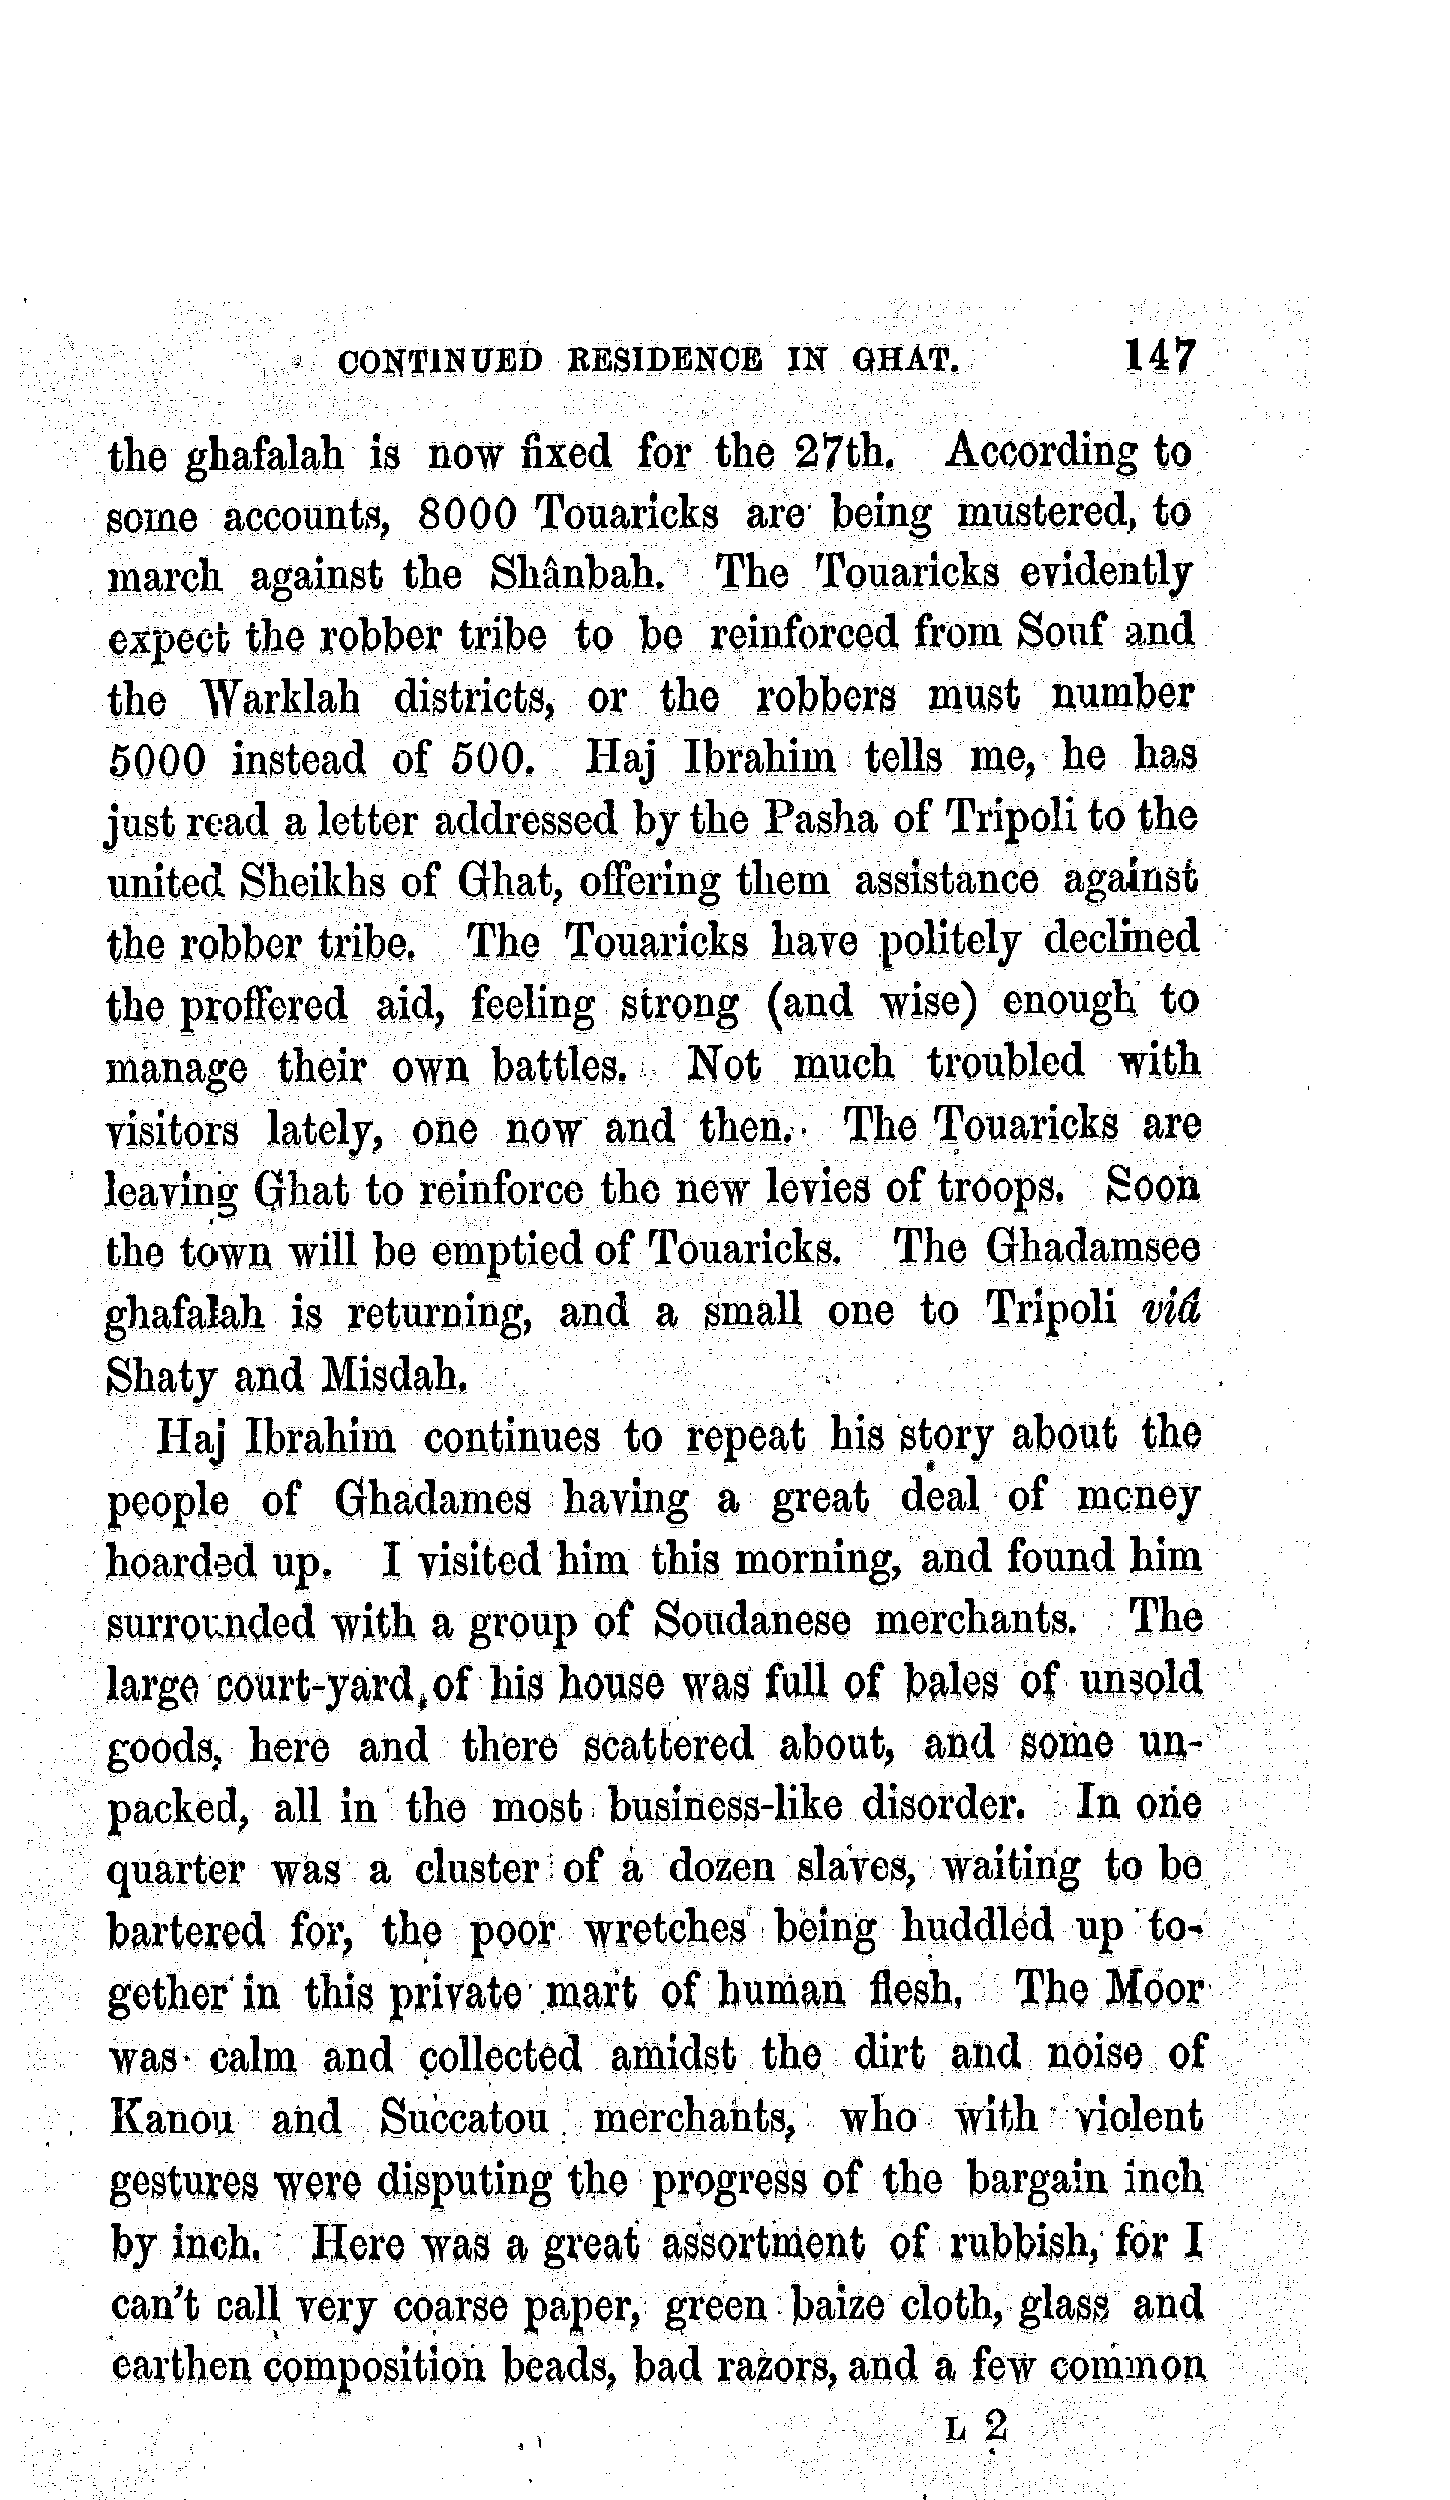 CONTINUED RESIDENCE IN GHAT. 147
the ghafalah is now fixed for the 27th. According to
some accounts, 8000 Touaricks are being mustered, to
march against the Shânbah. The Touaricks evidently
expect the robber tribe to be reinforced from Souf and
the Warklah districts, or the robbers must number
5000 instead of 500. Haj Ibrahim tells me, he has
just read a letter addressed by the Pasha of Tripoli to the
united Sheikhs of Ghat, offering them assistance against
the robber tribe. The Touaricks have politely declined
the proffered aid, feeling strong (and wise) enough to
manage their own battles. Not much troubled with
visitors lately, one now and then. The Touaricks are
leaving Ghat to reinforce the new levies of troops. Soon
the town will be emptied of Touaricks. The Ghadamsee
ghafalah is returning, and a small one to Tripoli viâ
Shaty and Misdah.
Haj Ibrahim continues to repeat his story about the
people of Ghadames having a great deal of money
hoarded up. I visited him this morning, and found him
surrounded with a group of Soudanese merchants. The
large court-yard of his house was full of bales of unsold
goods, here and there scattered about, and some un-
packed, all in the most business-like disorder. In one
quarter was a cluster of a dozen slaves, waiting to be
bartered for, the poor wretches being huddled up to-
gether in this private mart of human flesh. The Moor
was calm and collected amidst the dirt and noise of
Kanou and Succatou merchants, who with violent
gestures were disputing the progress of the bargain inch
by inch. Here was a great assortment of rubbish, for I
can't call very coarse paper, green baize cloth, glass and
earthen composition beads, bad razors, and a few common
L 2